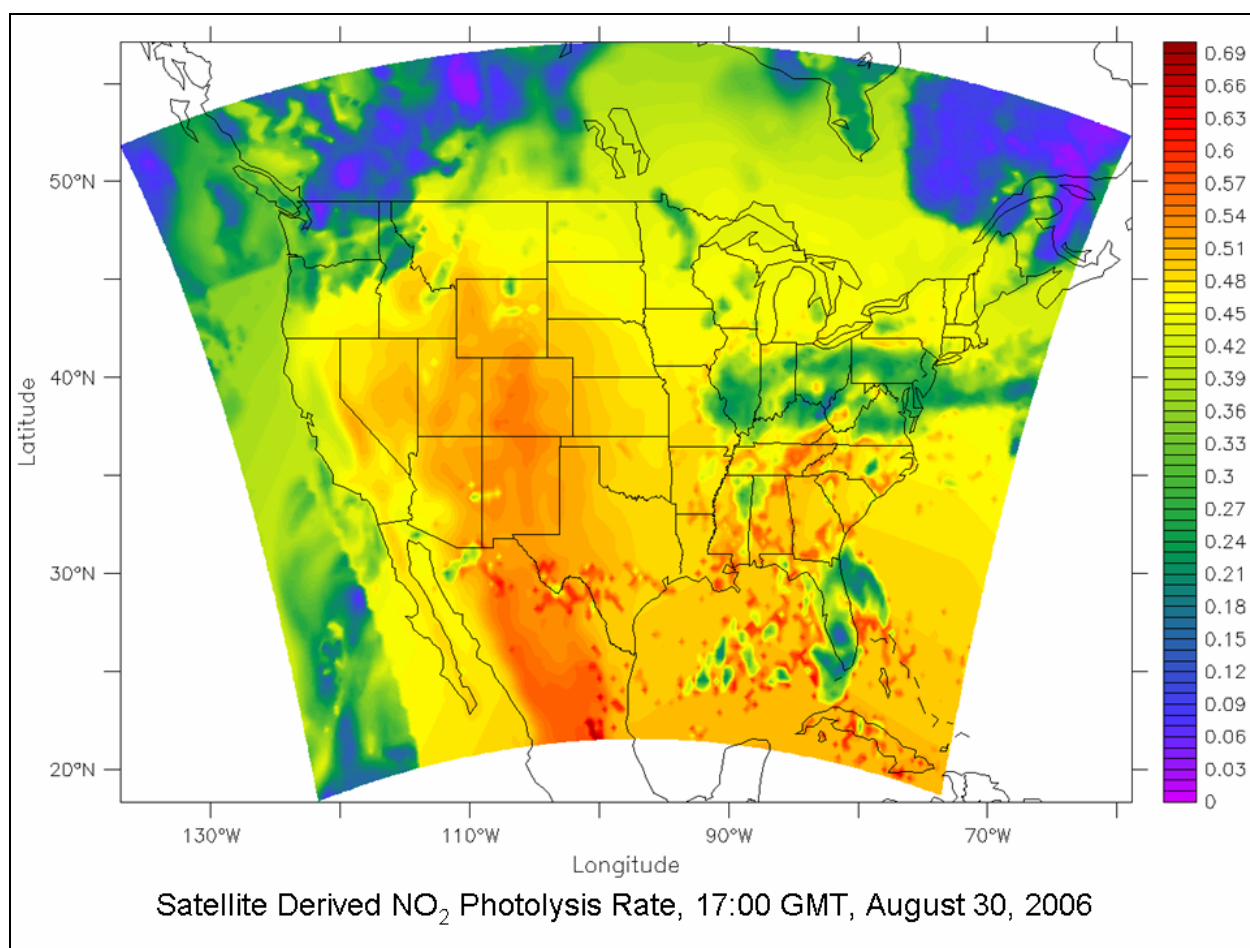 0.69
0.66
0.63
0.6
0.57
0.54
0.51
0.48
0.45
0.42
0.39
0.36
0.33
0.3
0.27
0.24
0.21
0.18
0.15
0.12
0.09
0.06
0.03
0
50°N
40°N
30°N
20°N
Latitude
130°W
110°W
90°W
70°W
Longitude
Satellite Derived NO₂ Photolysis Rate, 17:00 GMT, August 30, 2006